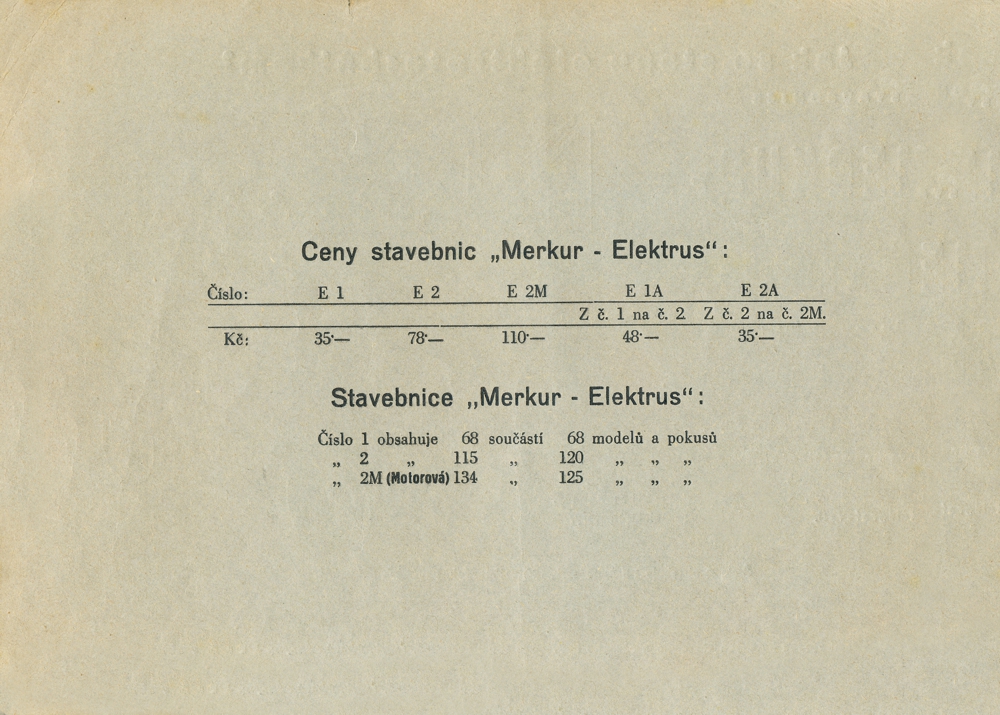 Ceny stavebnic „Merkur - Elektrus“:
Číslo: E 1 E 2 E 2M E 1A E 2A
Z č. 1 na č. 2 Z č. 2 na č. 2M.
Kč: 35·— 78·— 110·— 48·— 35·—
Stavebnice „Merkur - Elektrus“:
Číslo 1 obsahuje 68 součástí 68 modelů a pokusů
„ 2 „ 115 „ 120 „ „ „
„ 2M (Motorová) 134 „ 125 „ „ „